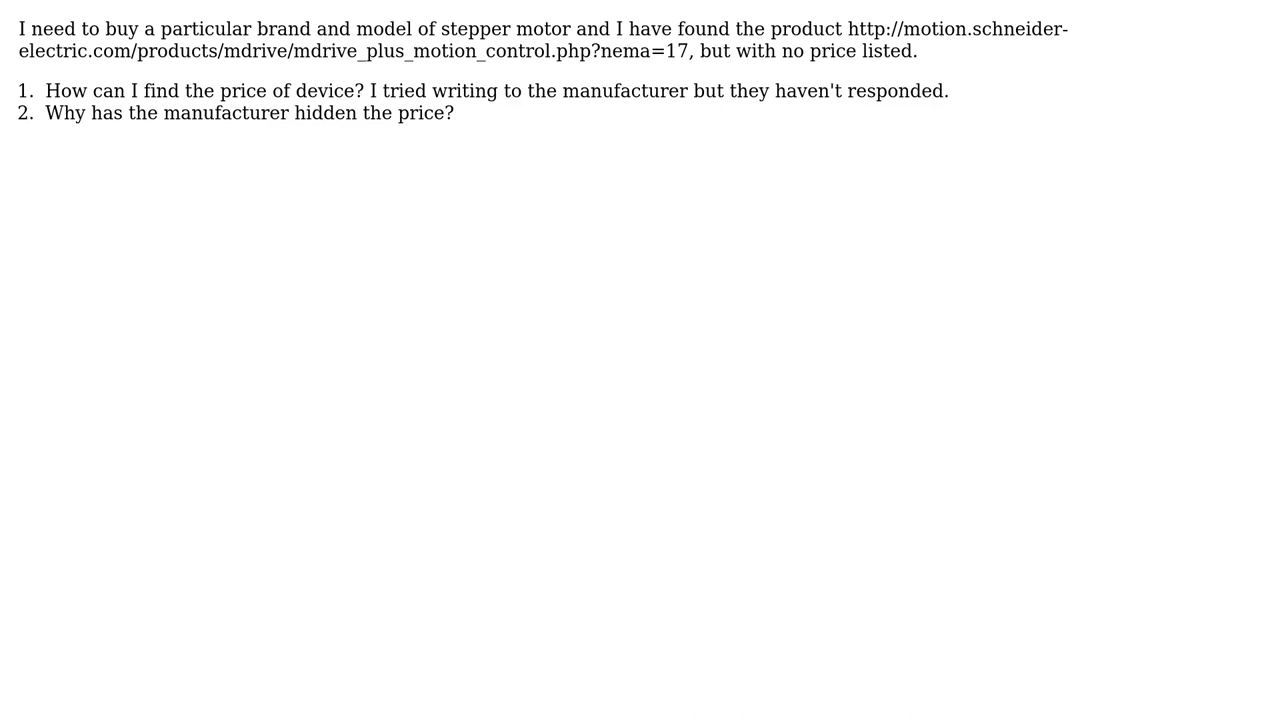 I need to buy a particular brand and model of stepper motor and I have found the product http://motion.schneider-
electric.com/products/mdrive/mdrive_plus_motion_control.php?nema=17, but with no price listed.
1. How can I find the price of device? I tried writing to the manufacturer but they haven't responded.
2. Why has the manufacturer hidden the price?